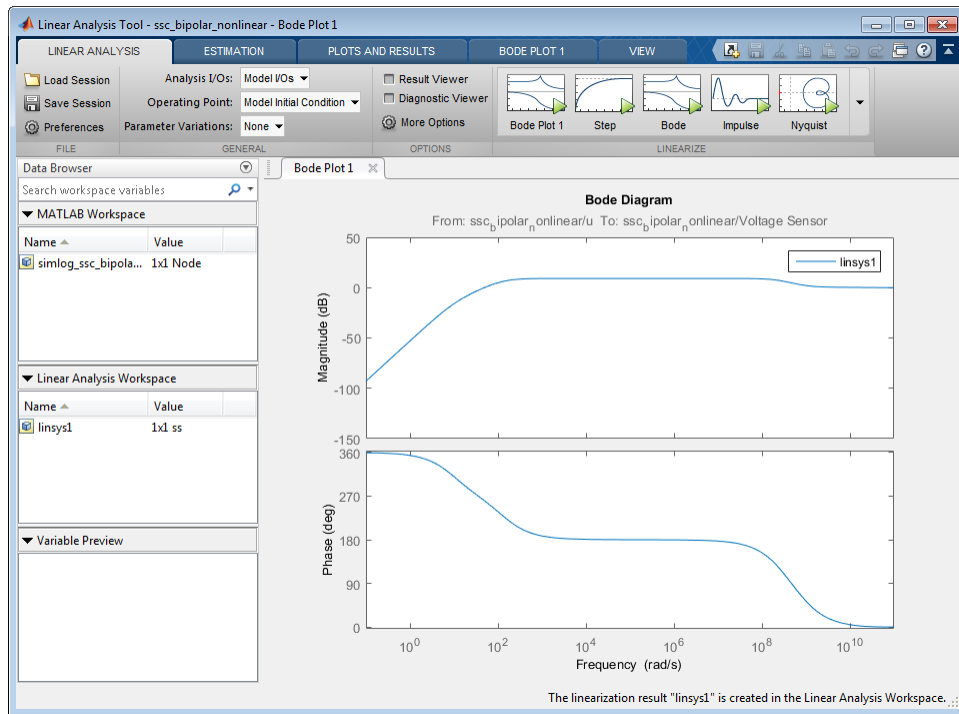 Linear Analysis Tool - ssc_bipolar_nonlinear - Bode Plot 1
LINEAR ANALYSIS ESTIMATION PLOTS AND RESULTS BODE PLOT 1 VIEW
Load Session
Save Session
Preferences
FILE
Analysis I/Os: Model I/Os
Operating Point: Model Initial Condition
Parameter Variations: None
GENERAL
Result Viewer
Diagnostic Viewer
More Options
OPTIONS
Bode Plot 1 Step Bode Impulse Nyquist
LINEARIZE
Data Browser
Search workspace variables
MATLAB Workspace
Name Value
simlog_ssc_bipola... 1x1 Node
Linear Analysis Workspace
Name Value
linsys1 1x1 ss
Variable Preview
Bode Plot 1
Bode Diagram
From: ssc_bipolar_nonlinear/u To: ssc_bipolar_nonlinear/Voltage Sensor
linsys1
Magnitude (dB)
50
0
-50
-100
-150
Phase (deg)
360
270
180
90
0
10^0 10^2 10^4 10^6 10^8 10^10
Frequency (rad/s)
The linearization result "linsys1" is created in the Linear Analysis Workspace.